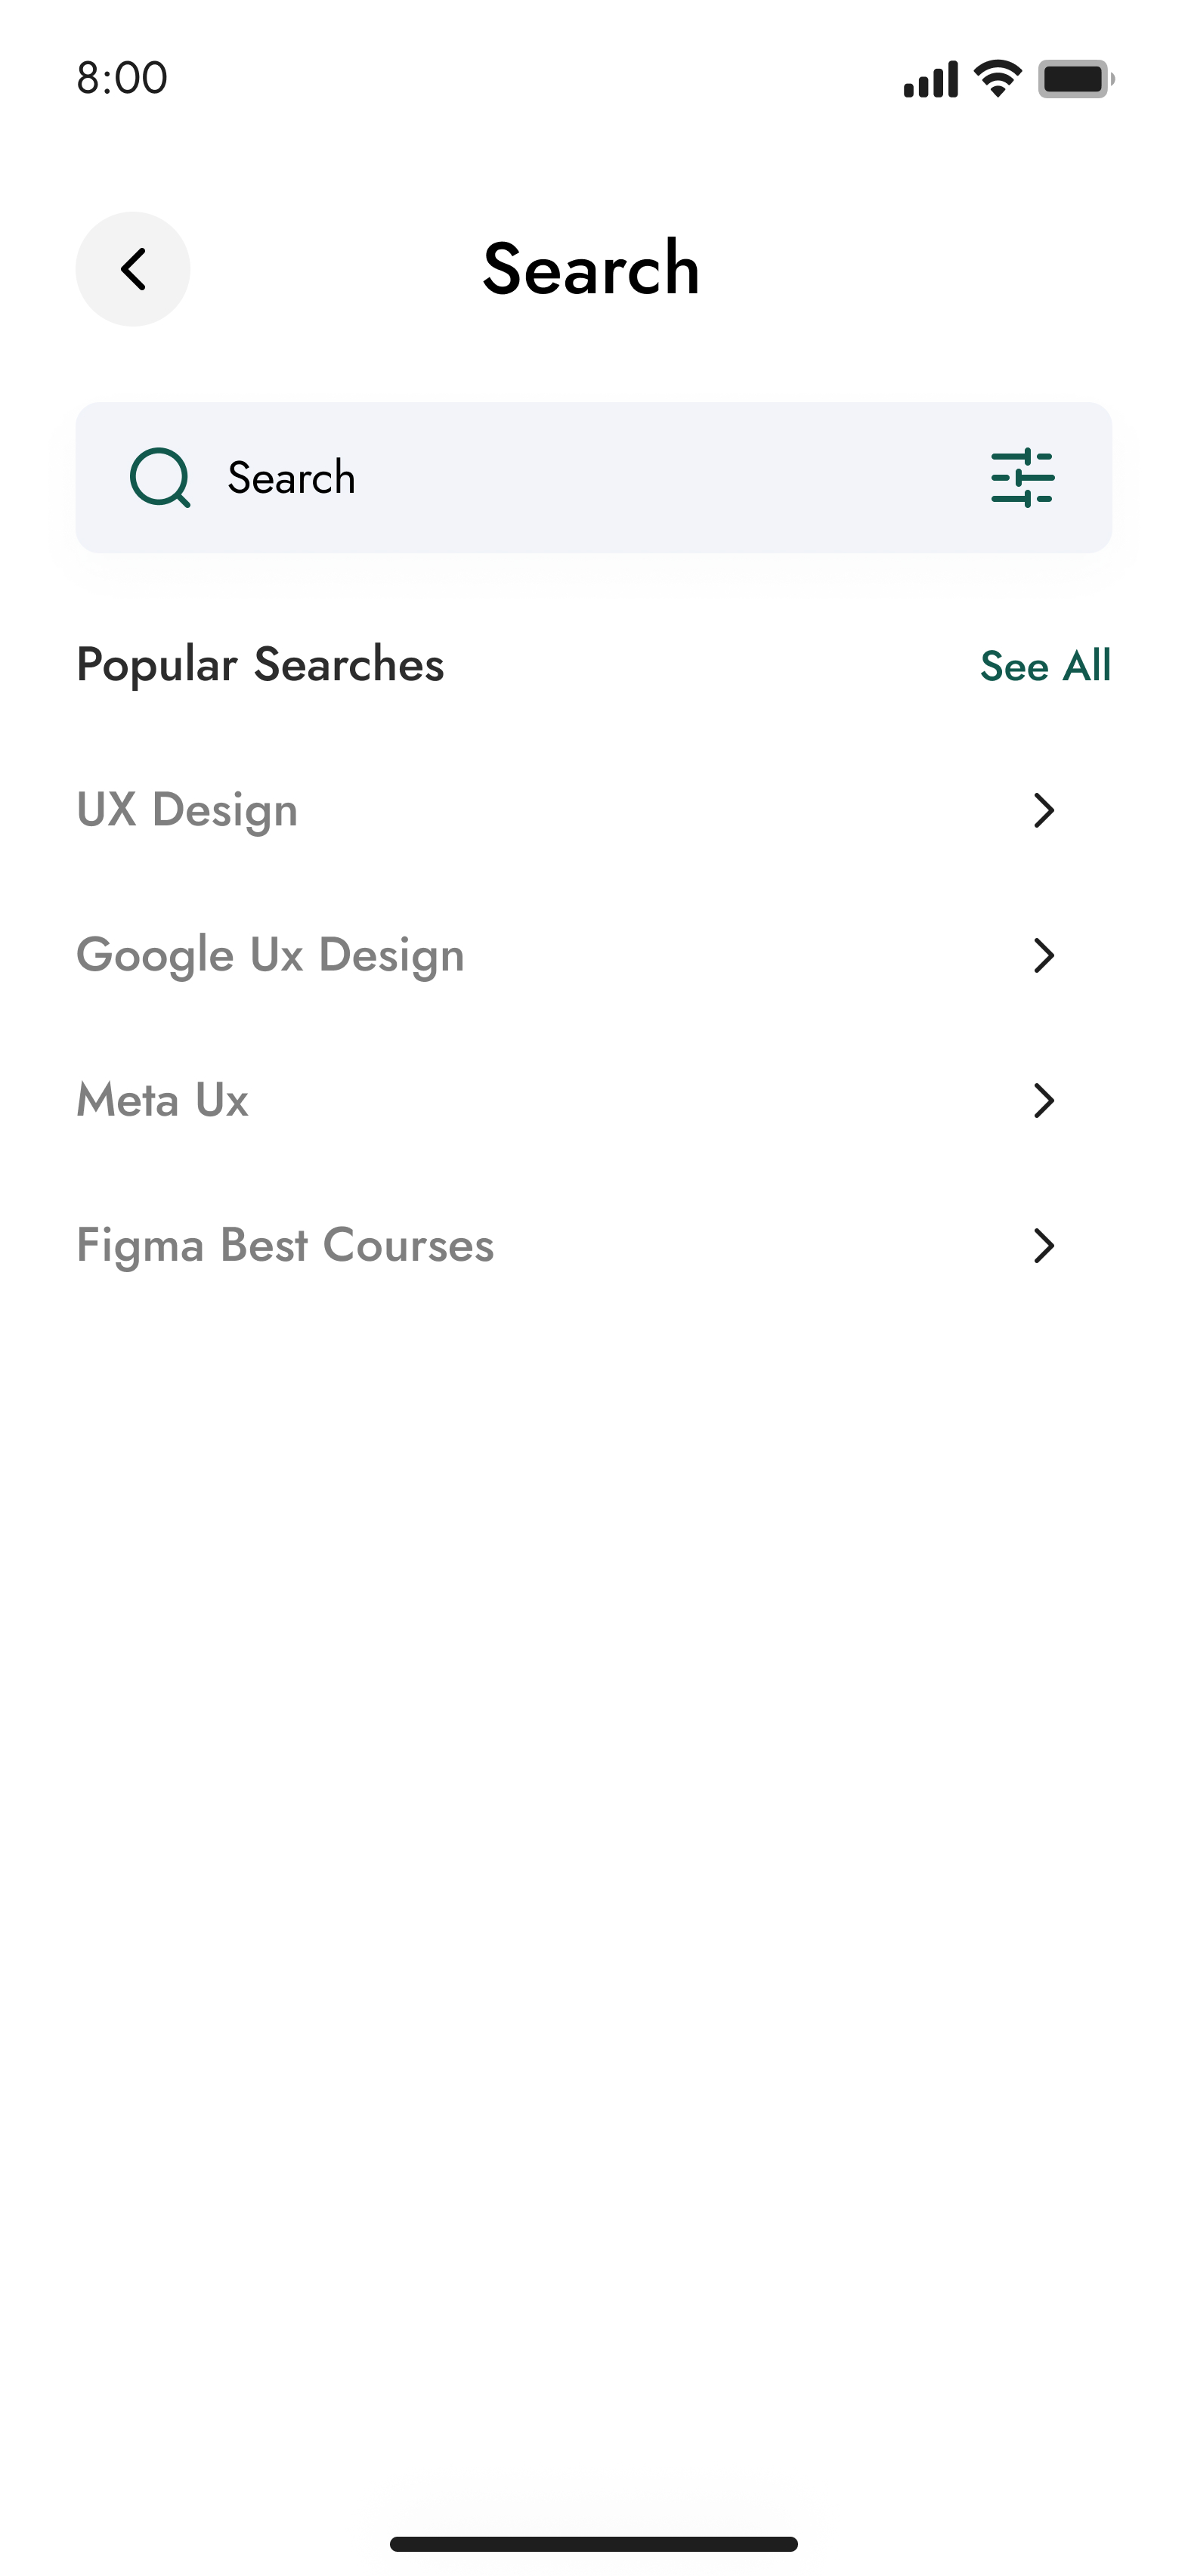 8:00
Search
Search
Popular Searches
See All
UX Design
Google Ux Design
Meta Ux
Figma Best Courses